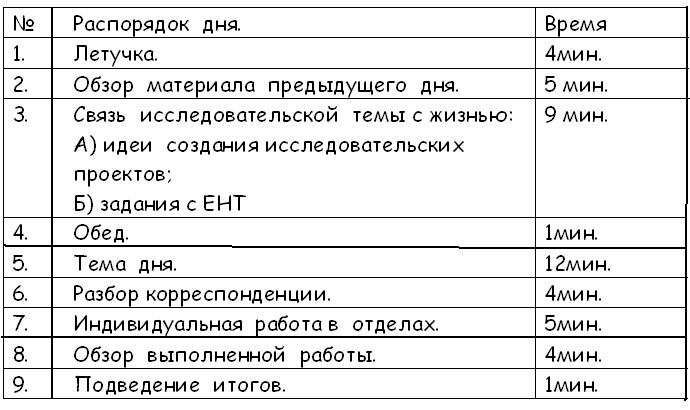 № Распорядок дня. Время
1. Летучка. 4мин.
2. Обзор материала предыдущего дня. 5 мин.
3. Связь исследовательской темы с жизнью: 9 мин.
А) идеи создания исследовательских
проектов;
Б) задания с ЕНТ
4. Обед. 1мин.
5. Тема дня. 12мин.
6. Разбор корреспонденции. 4мин.
7. Индивидуальная работа в отделах. 5мин.
8. Обзор выполненной работы. 4мин.
9. Подведение итогов. 1мин.